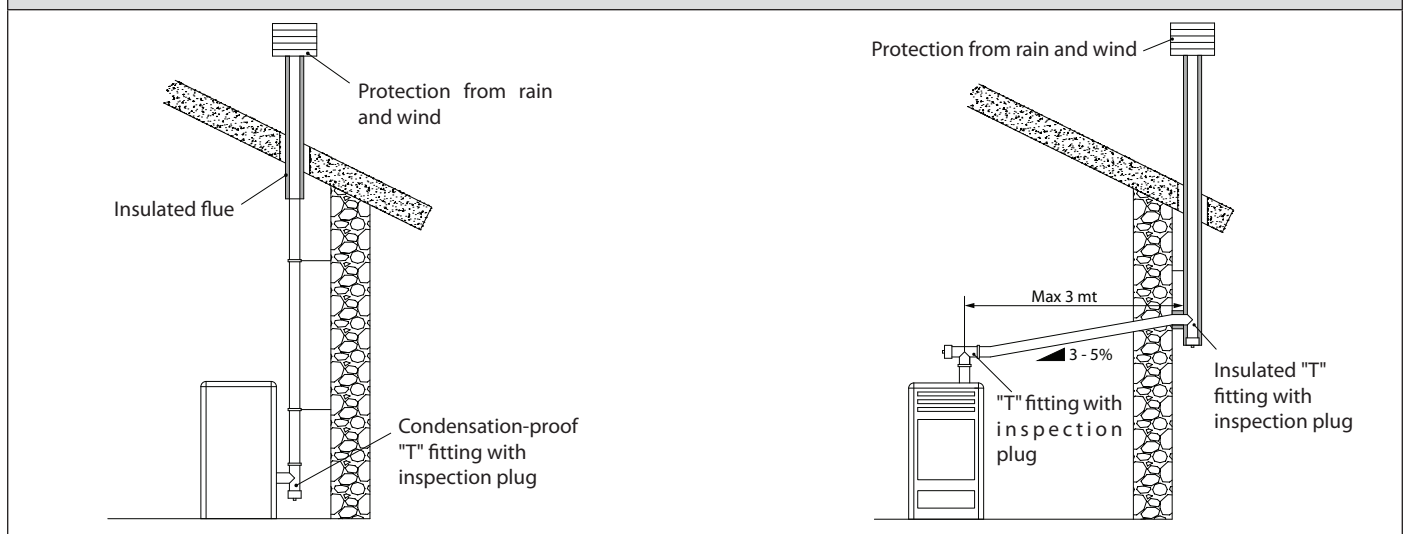 Protection from rain
and wind
Insulated flue
Condensation-proof
"T" fitting with
inspection plug
Protection from rain and wind
Max 3 mt
3 - 5%
"T" fitting with
inspection
plug
Insulated "T"
fitting with
inspection plug